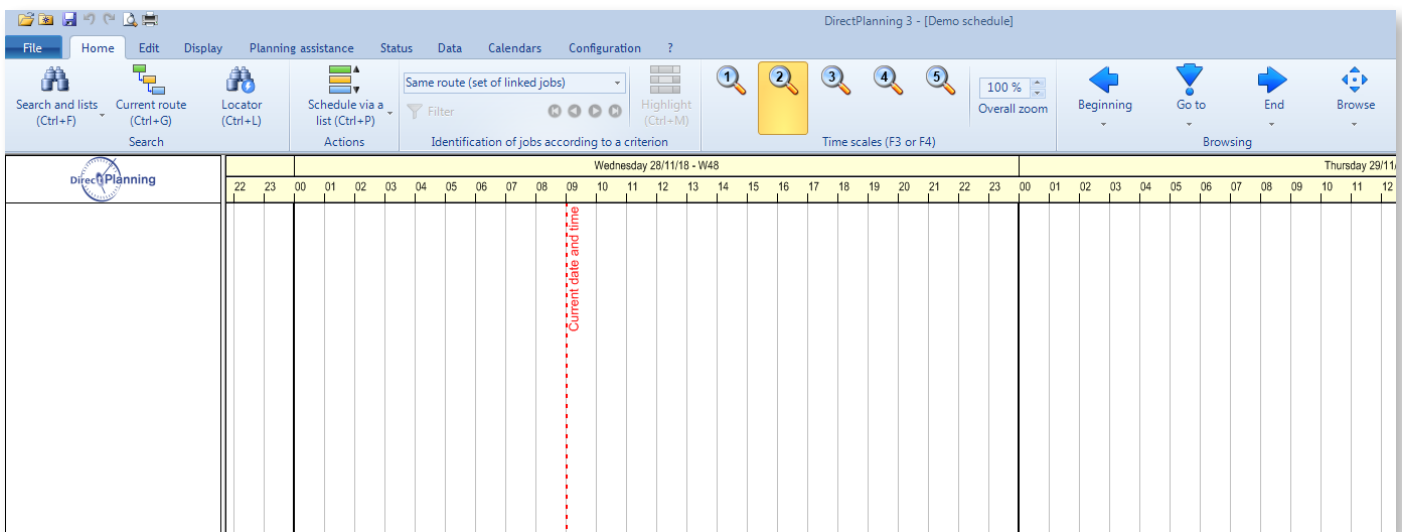 DirectPlanning 3 - [Demo schedule]
File Home Edit Display Planning assistance Status Data Calendars Configuration ?
Search and lists (Ctrl+F)
Current route (Ctrl+G)
Locator (Ctrl+L)
Search
Schedule via a list (Ctrl+P)
Actions
Same route (set of linked jobs)
Filter
Highlight (Ctrl+M)
Identification of jobs according to a criterion
1 2 3 4 5
100 %
Overall zoom
Time scales (F3 or F4)
Beginning
Go to
End
Browse
Browsing
DirectPlanning
Wednesday 28/11/18 - W48
Thursday 29/11/
22 23 00 01 02 03 04 05 06 07 08 09 10 11 12 13 14 15 16 17 18 19 20 21 22 23 00 01 02 03 04 05 06 07 08 09 10 11 12
Current date and time